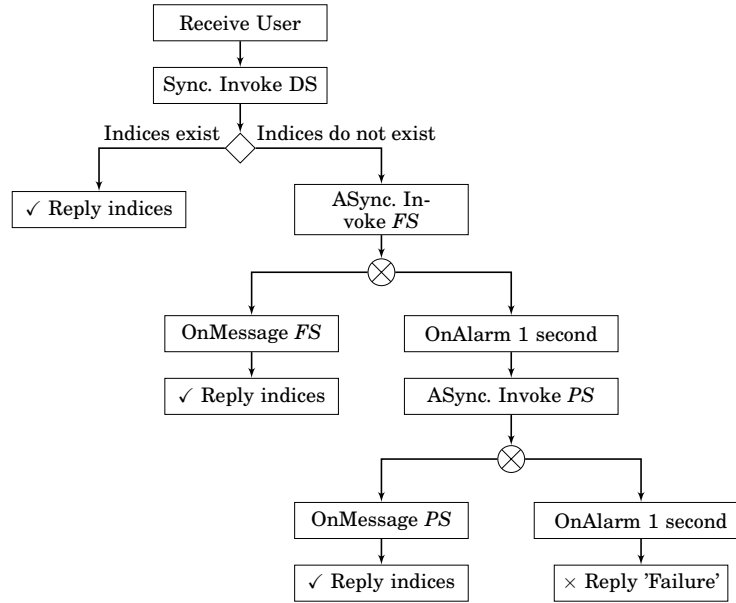 Receive User
Sync. Invoke DS
Indices exist
Indices do not exist
✓ Reply indices
ASync. In-
voke FS
OnMessage FS
OnAlarm 1 second
✓ Reply indices
ASync. Invoke PS
OnMessage PS
OnAlarm 1 second
✓ Reply indices
× Reply 'Failure'